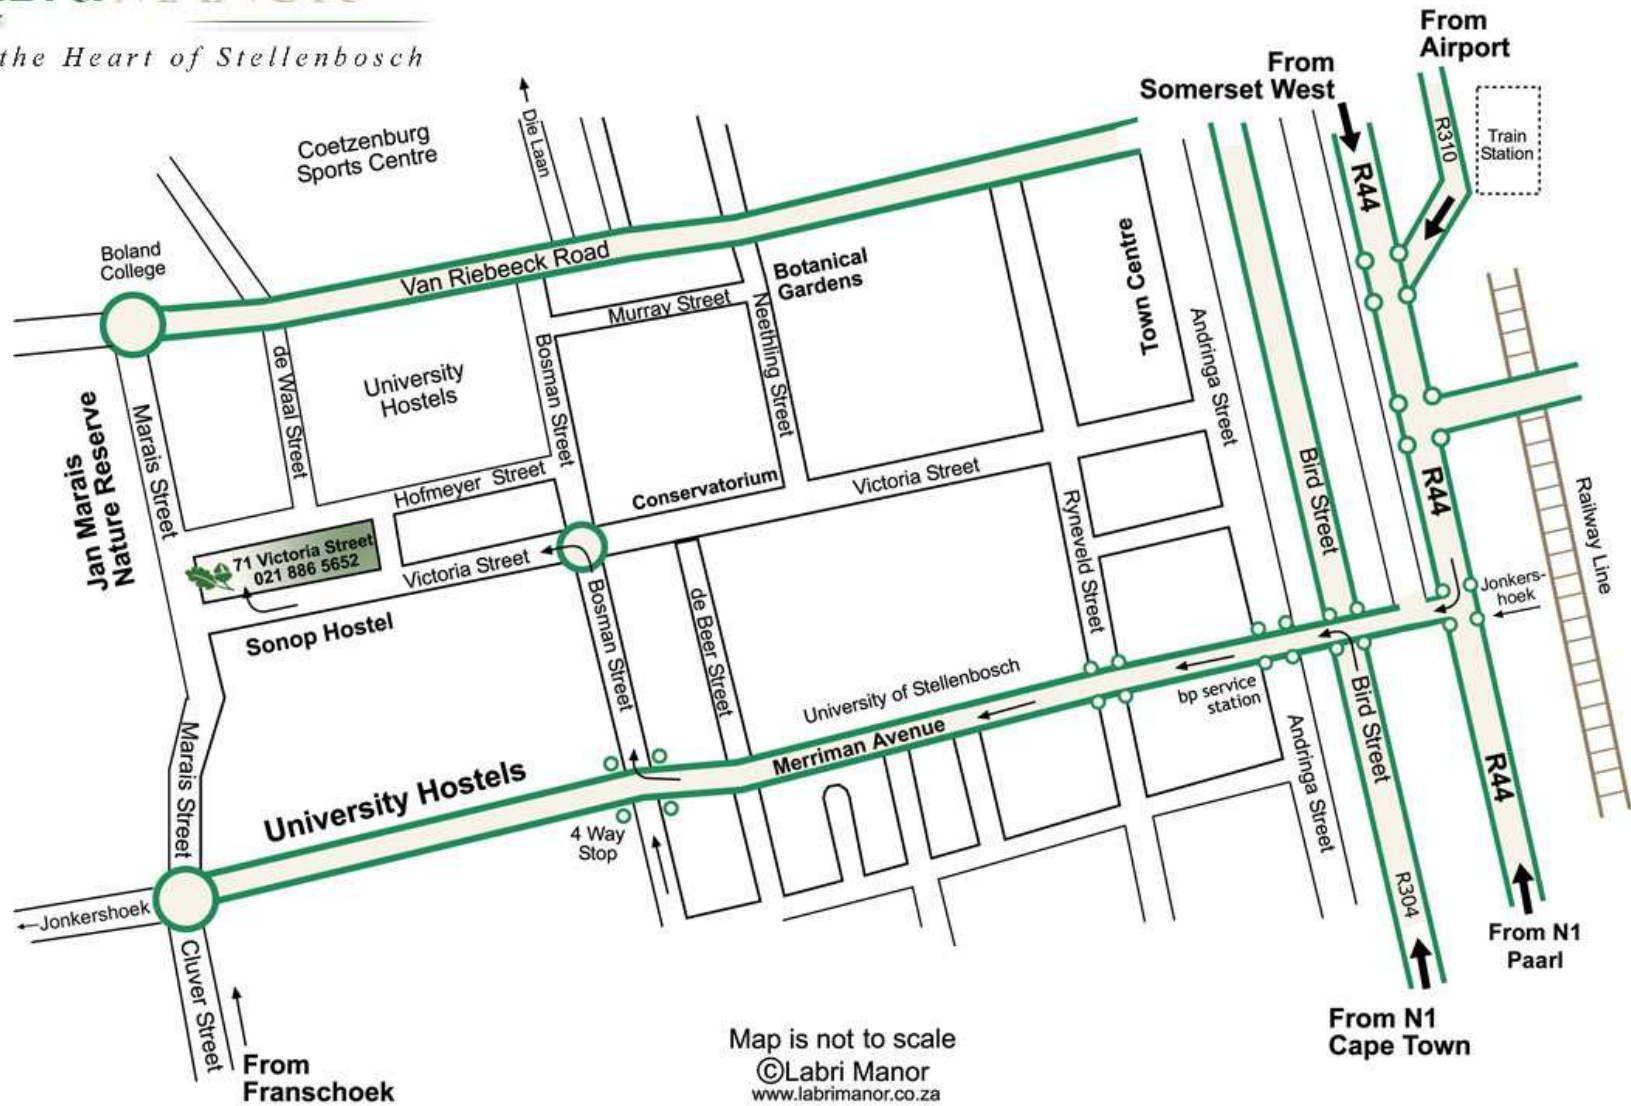 the Heart of Stellenbosch
From
Airport
From
Somerset West
R310
Train
Station
R44
Die Laan
Coetzenburg
Sports Centre
Boland
College
Van Riebeeck Road
Botanical
Gardens
Town Centre
Murray Street
Neethling Street
Andringa Street
de Waal Street
University
Hostels
Bosman Street
Marais Street
Jan Marais
Nature Reserve
Hofmeyer Street
Conservatorium
Victoria Street
Bird Street
R44
Railway Line
Ryneveld Street
71 Victoria Street
021 886 5652
Victoria Street
Jonkers-
hoek
Sonop Hostel
Bosman Street
de Beer Street
University of Stellenbosch
bp service
station
Bird Street
Merriman Avenue
Andringa Street
R44
Marais Street
University Hostels
4 Way
Stop
R304
Jonkershoek
From N1
Paarl
Cluver Street
From N1
Cape Town
From
Franschoek
Map is not to scale
©Labri Manor
www.labrimanor.co.za